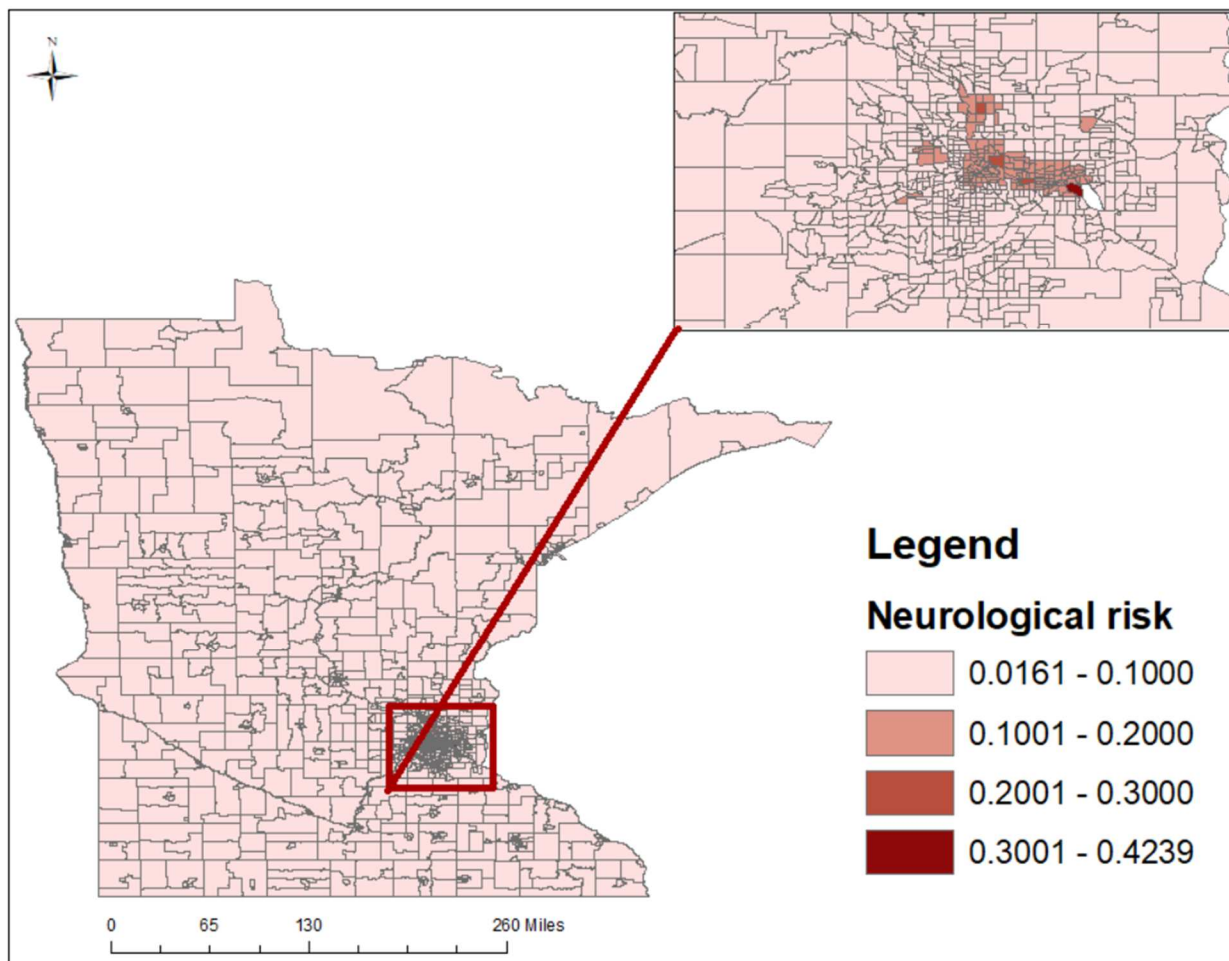 N
Legend
Neurological risk
0.0161 - 0.1000
0.1001 - 0.2000
0.2001 - 0.3000
0.3001 - 0.4239
0 65 130 260 Miles